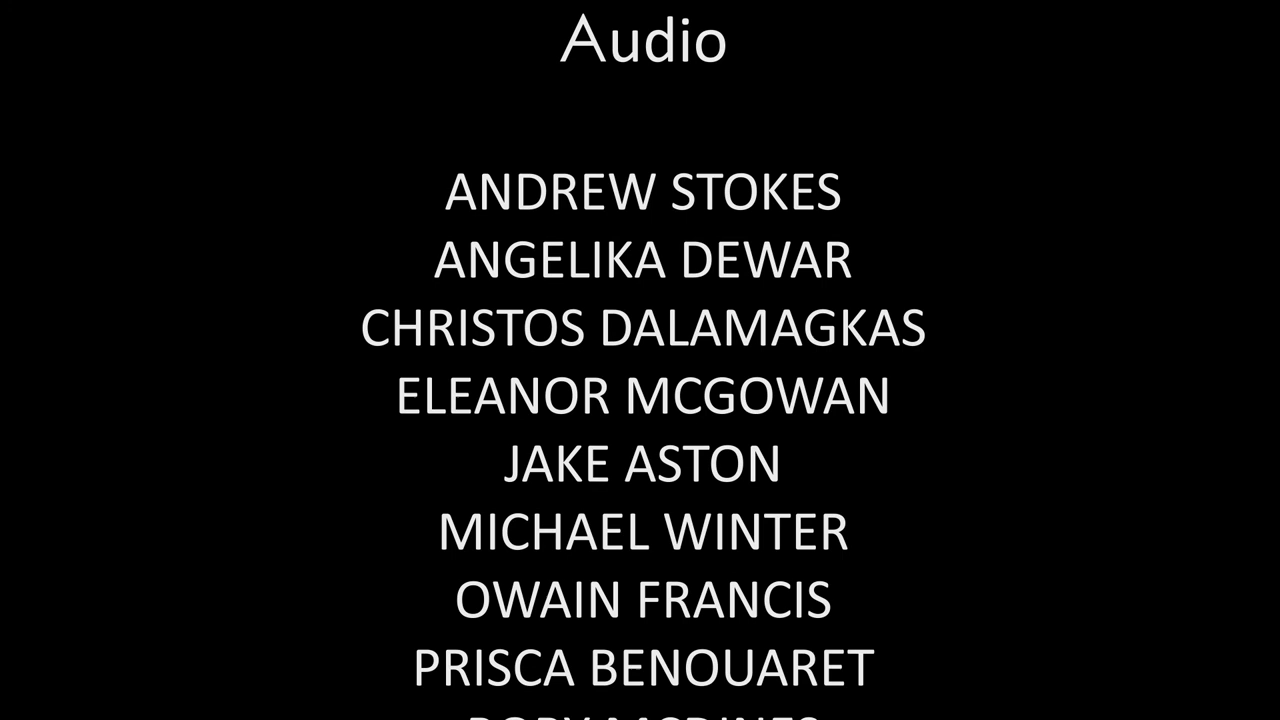 Audio
ANDREW STOKES
ANGELIKA DEWAR
CHRISTOS DALAMAGKAS
ELEANOR MCGOWAN
JAKE ASTON
MICHAEL WINTER
OWAIN FRANCIS
PRISCA BENOUARET